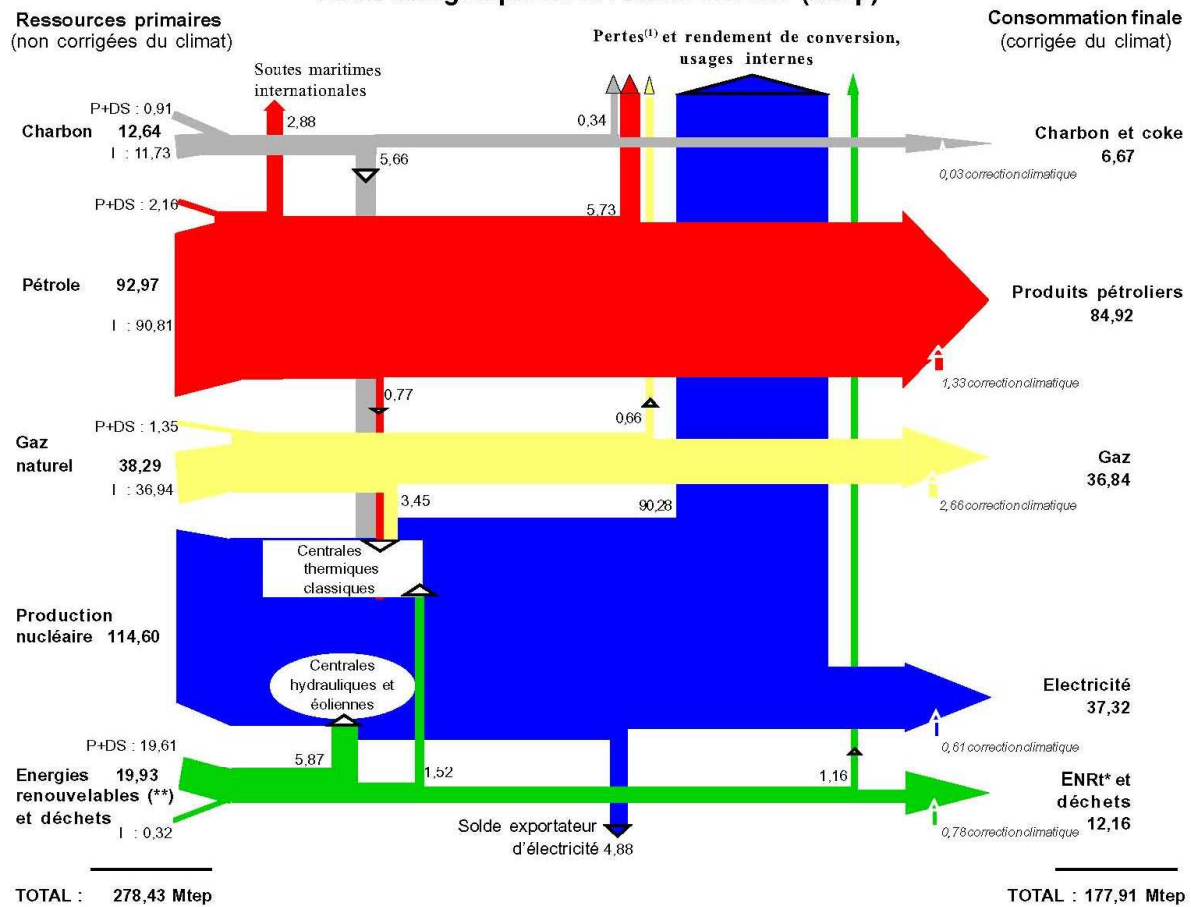 Ressources primaires
(non corrigées du climat)
Consommation finale
(corrigée du climat)
Pertes(1) et rendement de conversion,
usages internes
Soutes maritimes
internationales
P+DS : 0,91
Charbon 12,64
I : 11,73
2,88
5,66
0,34
Charbon et coke
6,67
0,03 correction climatique
P+DS : 2,16
5,73
Pétrole 92,97
I : 90,81
Produits pétroliers
84,92
1,33 correction climatique
0,77
0,66
P+DS : 1,35
Gaz
naturel 38,29
I : 36,94
3,45
90,28
Gaz
36,84
2,66 correction climatique
Centrales
thermiques
classiques
Production
nucléaire 114,60
Centrales
hydrauliques et
éoliennes
Electricité
37,32
0,61 correction climatique
P+DS : 19,61
5,87
1,52
1,16
Energies 19,93
renouvelables (**)
et déchets
I : 0,32
ENRt* et
déchets
12,16
0,78 correction climatique
Solde exportateur
d'électricité 4,88
TOTAL : 278,43 Mtep
TOTAL : 177,91 Mtep